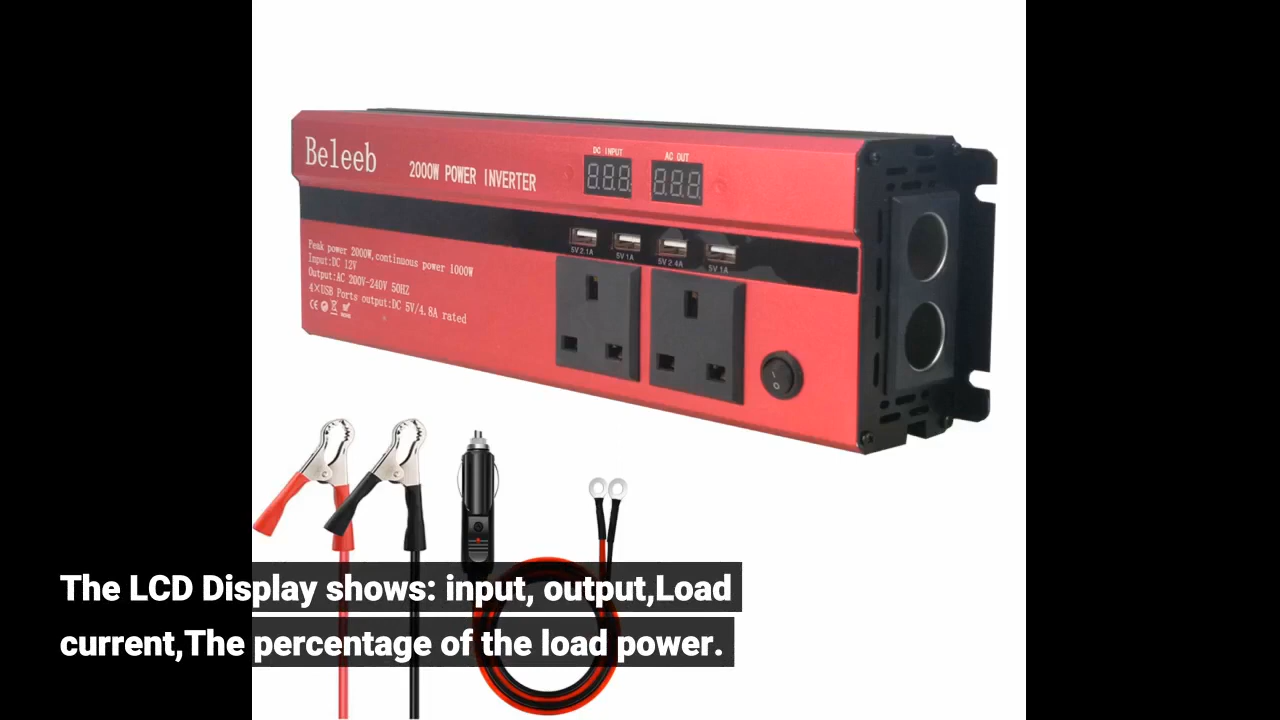 Beleeb
2000W POWER INVERTER
DC INPUT
AC OUT
5V 2.1A
5V 1A
5V 2.4A
5V 1A
Peak power 2000W,continuous power 1000W
Input:DC 12V
Output:AC 200V-240V 50HZ
4×USB Ports output:DC 5V/4.8A rated
CE
The LCD Display shows: input, output,Load
current,The percentage of the load power.